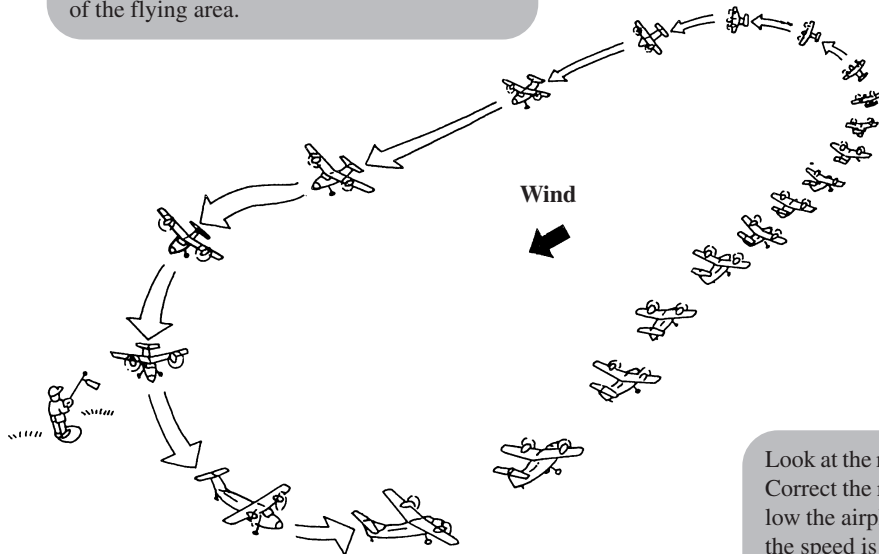 of the flying area.
Wind
Look at the
Correct the
low the airp
the speed is